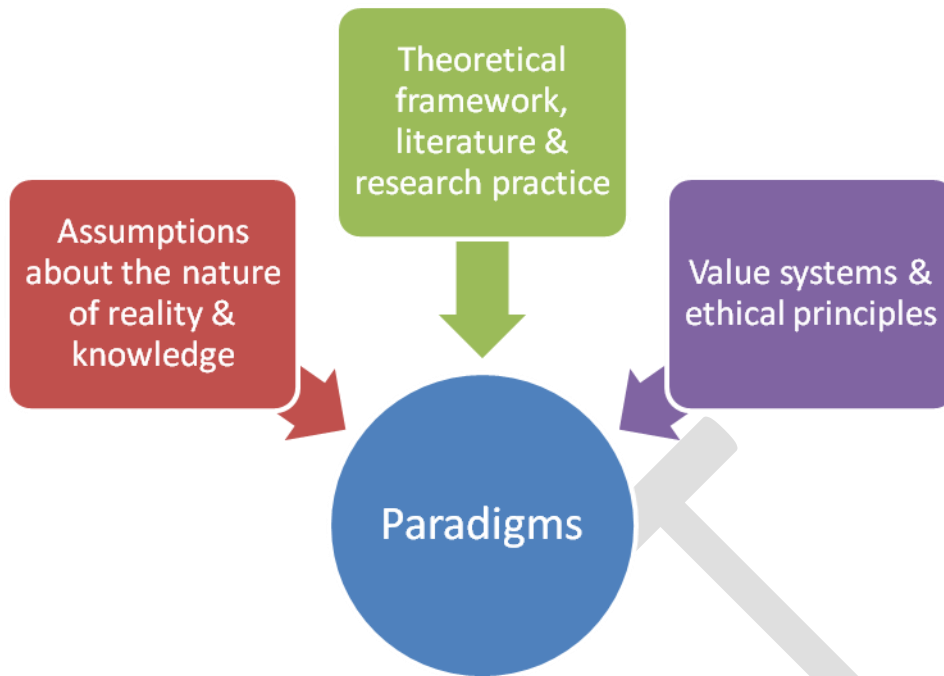 Theoretical
framework,
literature &
research practice
Assumptions
about the nature
of reality &
knowledge
Value systems &
ethical principles
Paradigms